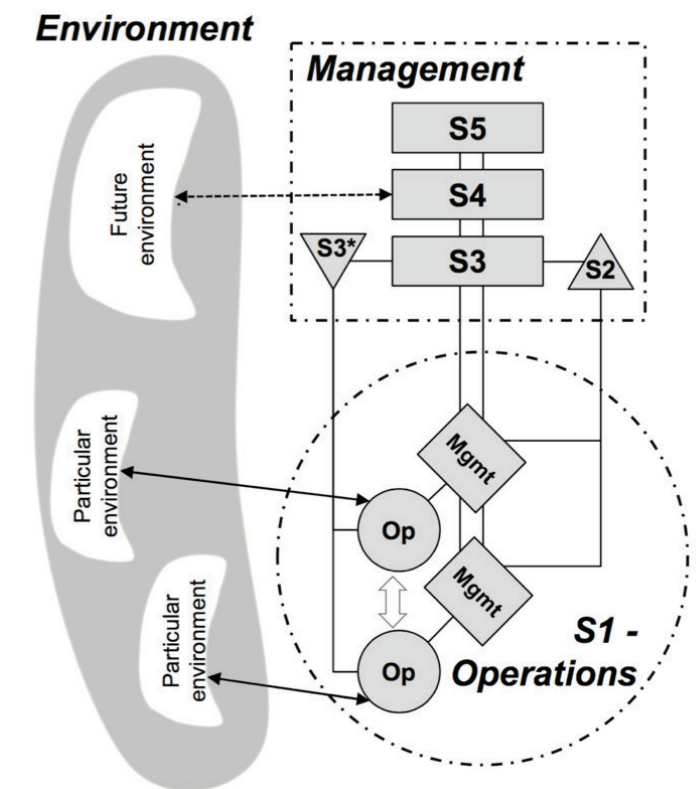 Environment
Management
S5
S4
S3*
S3
S2
Future
environment
Particular
environment
Mgmt
Op
Mgmt
Particular
environment
Op
S1 -
Operations